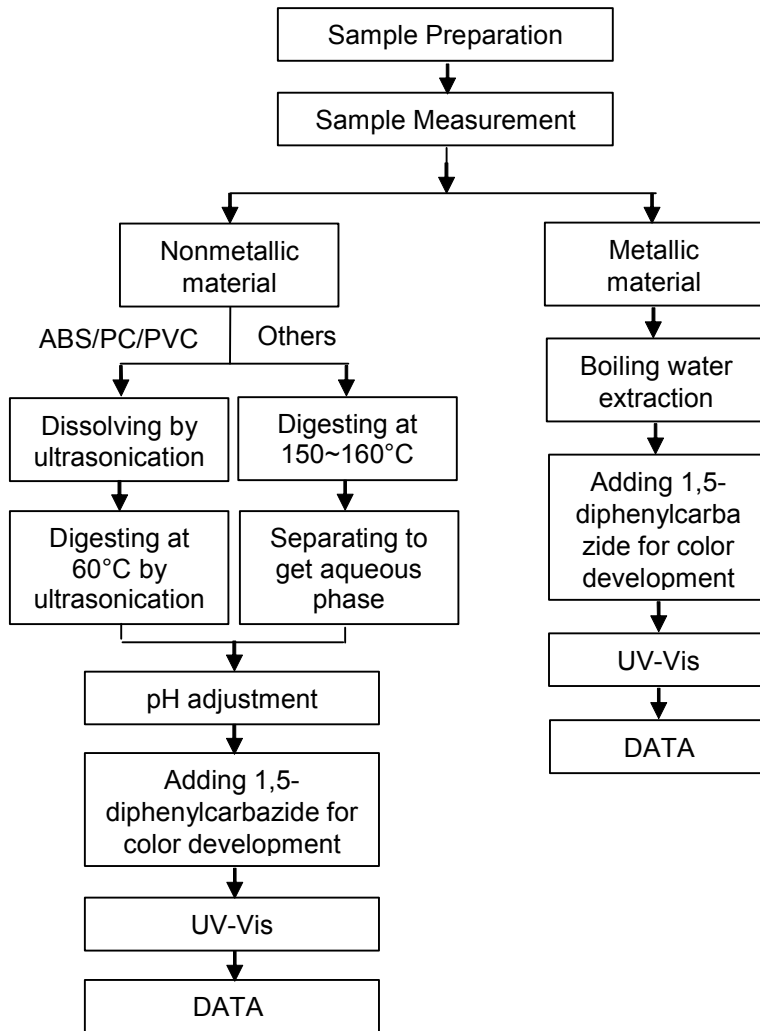 Sample Preparation
Sample Measurement
Nonmetallic
material
Metallic
material
ABS/PC/PVC
Others
Boiling water
extraction
Dissolving by
ultrasonication
Digesting at
150~160°C
Adding 1,5-
diphenylcarba
zide for color
development
Digesting at
60°C by
ultrasonication
Separating to
get aqueous
phase
UV-Vis
pH adjustment
DATA
Adding 1,5-
diphenylcarbazide for
color development
UV-Vis
DATA